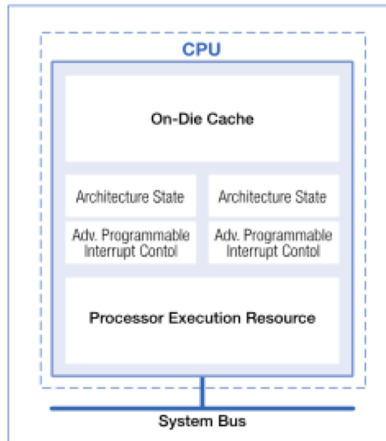 CPU
On-Die Cache
Architecture State
Architecture State
Adv. Programmable
Interrupt Contol
Adv. Programmable
Interrupt Contol
Processor Execution Resource
System Bus